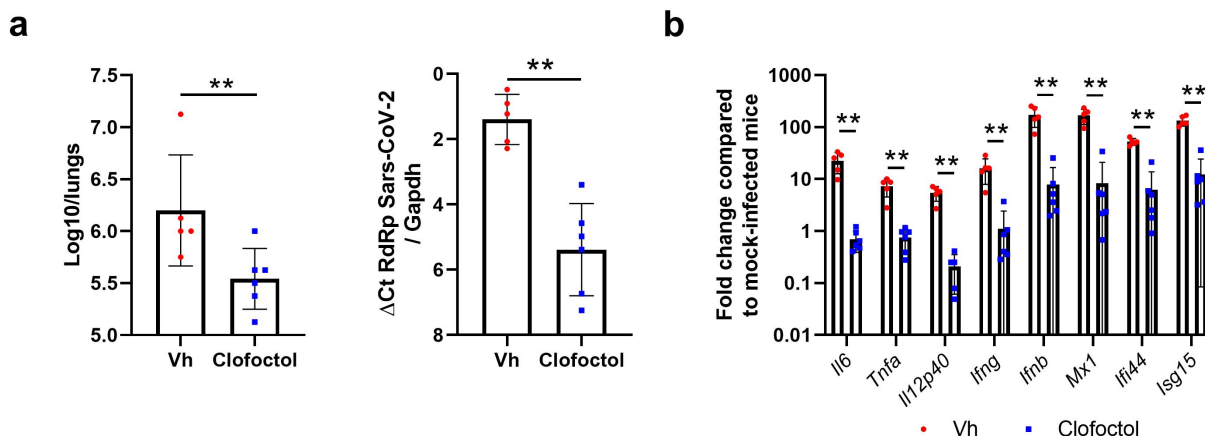 a
b
Log10/lungs
7.5
7.0
6.5
6.0
5.5
5.0
**
Vh
Clofoctol
ΔCt RdRp Sars-CoV-2
/ Gapdh
0
2
4
6
8
**
Vh
Clofoctol
Fold change compared
to mock-infected mice
1000
100
10
1
0.1
0.01
**
**
**
**
**
**
**
**
Il6
Tnfa
Il12p40
Ifng
Ifnb
Mx1
Ifi44
Isg15
Vh
Clofoctol